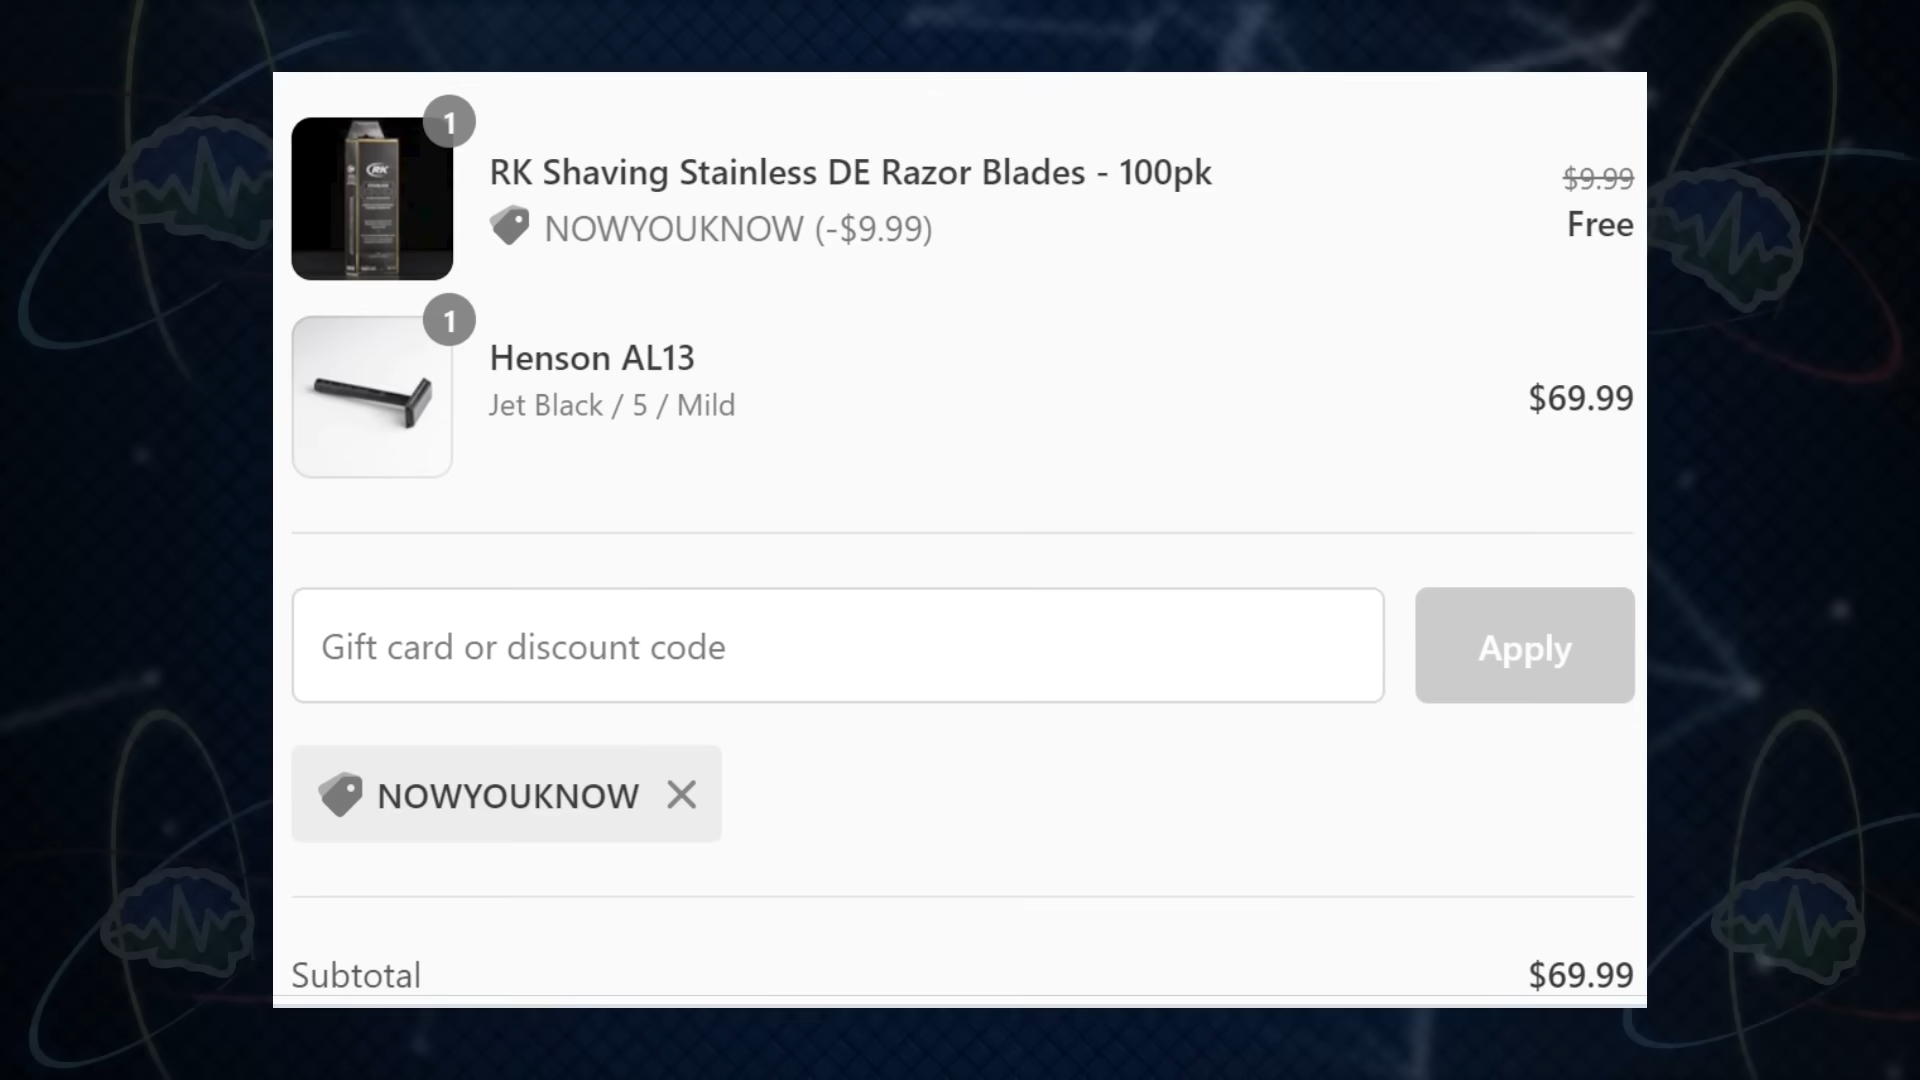 1
RK Shaving Stainless DE Razor Blades - 100pk
$9.99
NOWYOUKNOW (-$9.99)
Free
RK
1
Henson AL13
Jet Black / 5 / Mild
$69.99
Gift card or discount code
Apply
NOWYOUKNOW
Subtotal
$69.99